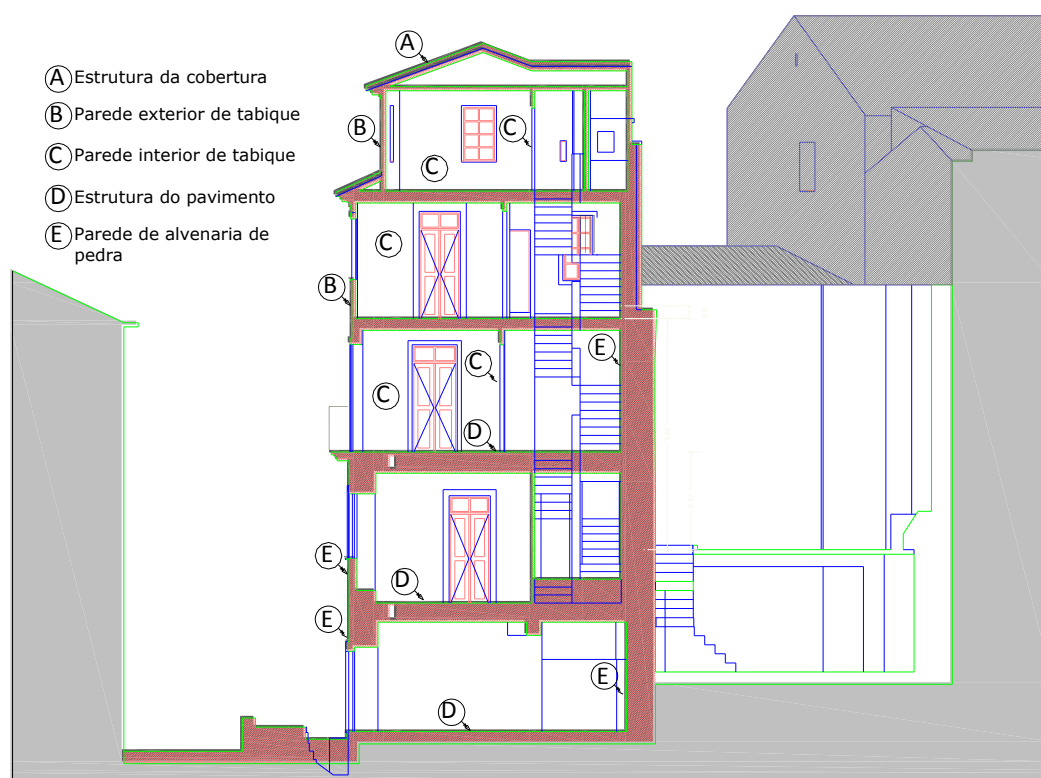 A Estrutura da cobertura
B Parede exterior de tabique
C Parede interior de tabique
D Estrutura do pavimento
E Parede de alvenaria de
pedra
A
B
C
C
C
B
E
C
C
D
E
D
E
E
D